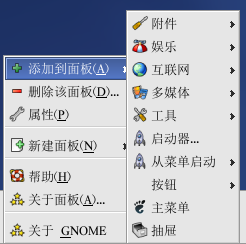 添加到面板(A)
删除该面板(D)...
属性(P)
新建面板(N)
帮助(H)
关于面板(A)...
关于 GNOME
附件
娱乐
互联网
多媒体
工具
启动器...
从菜单启动
按钮
主菜单
抽屉